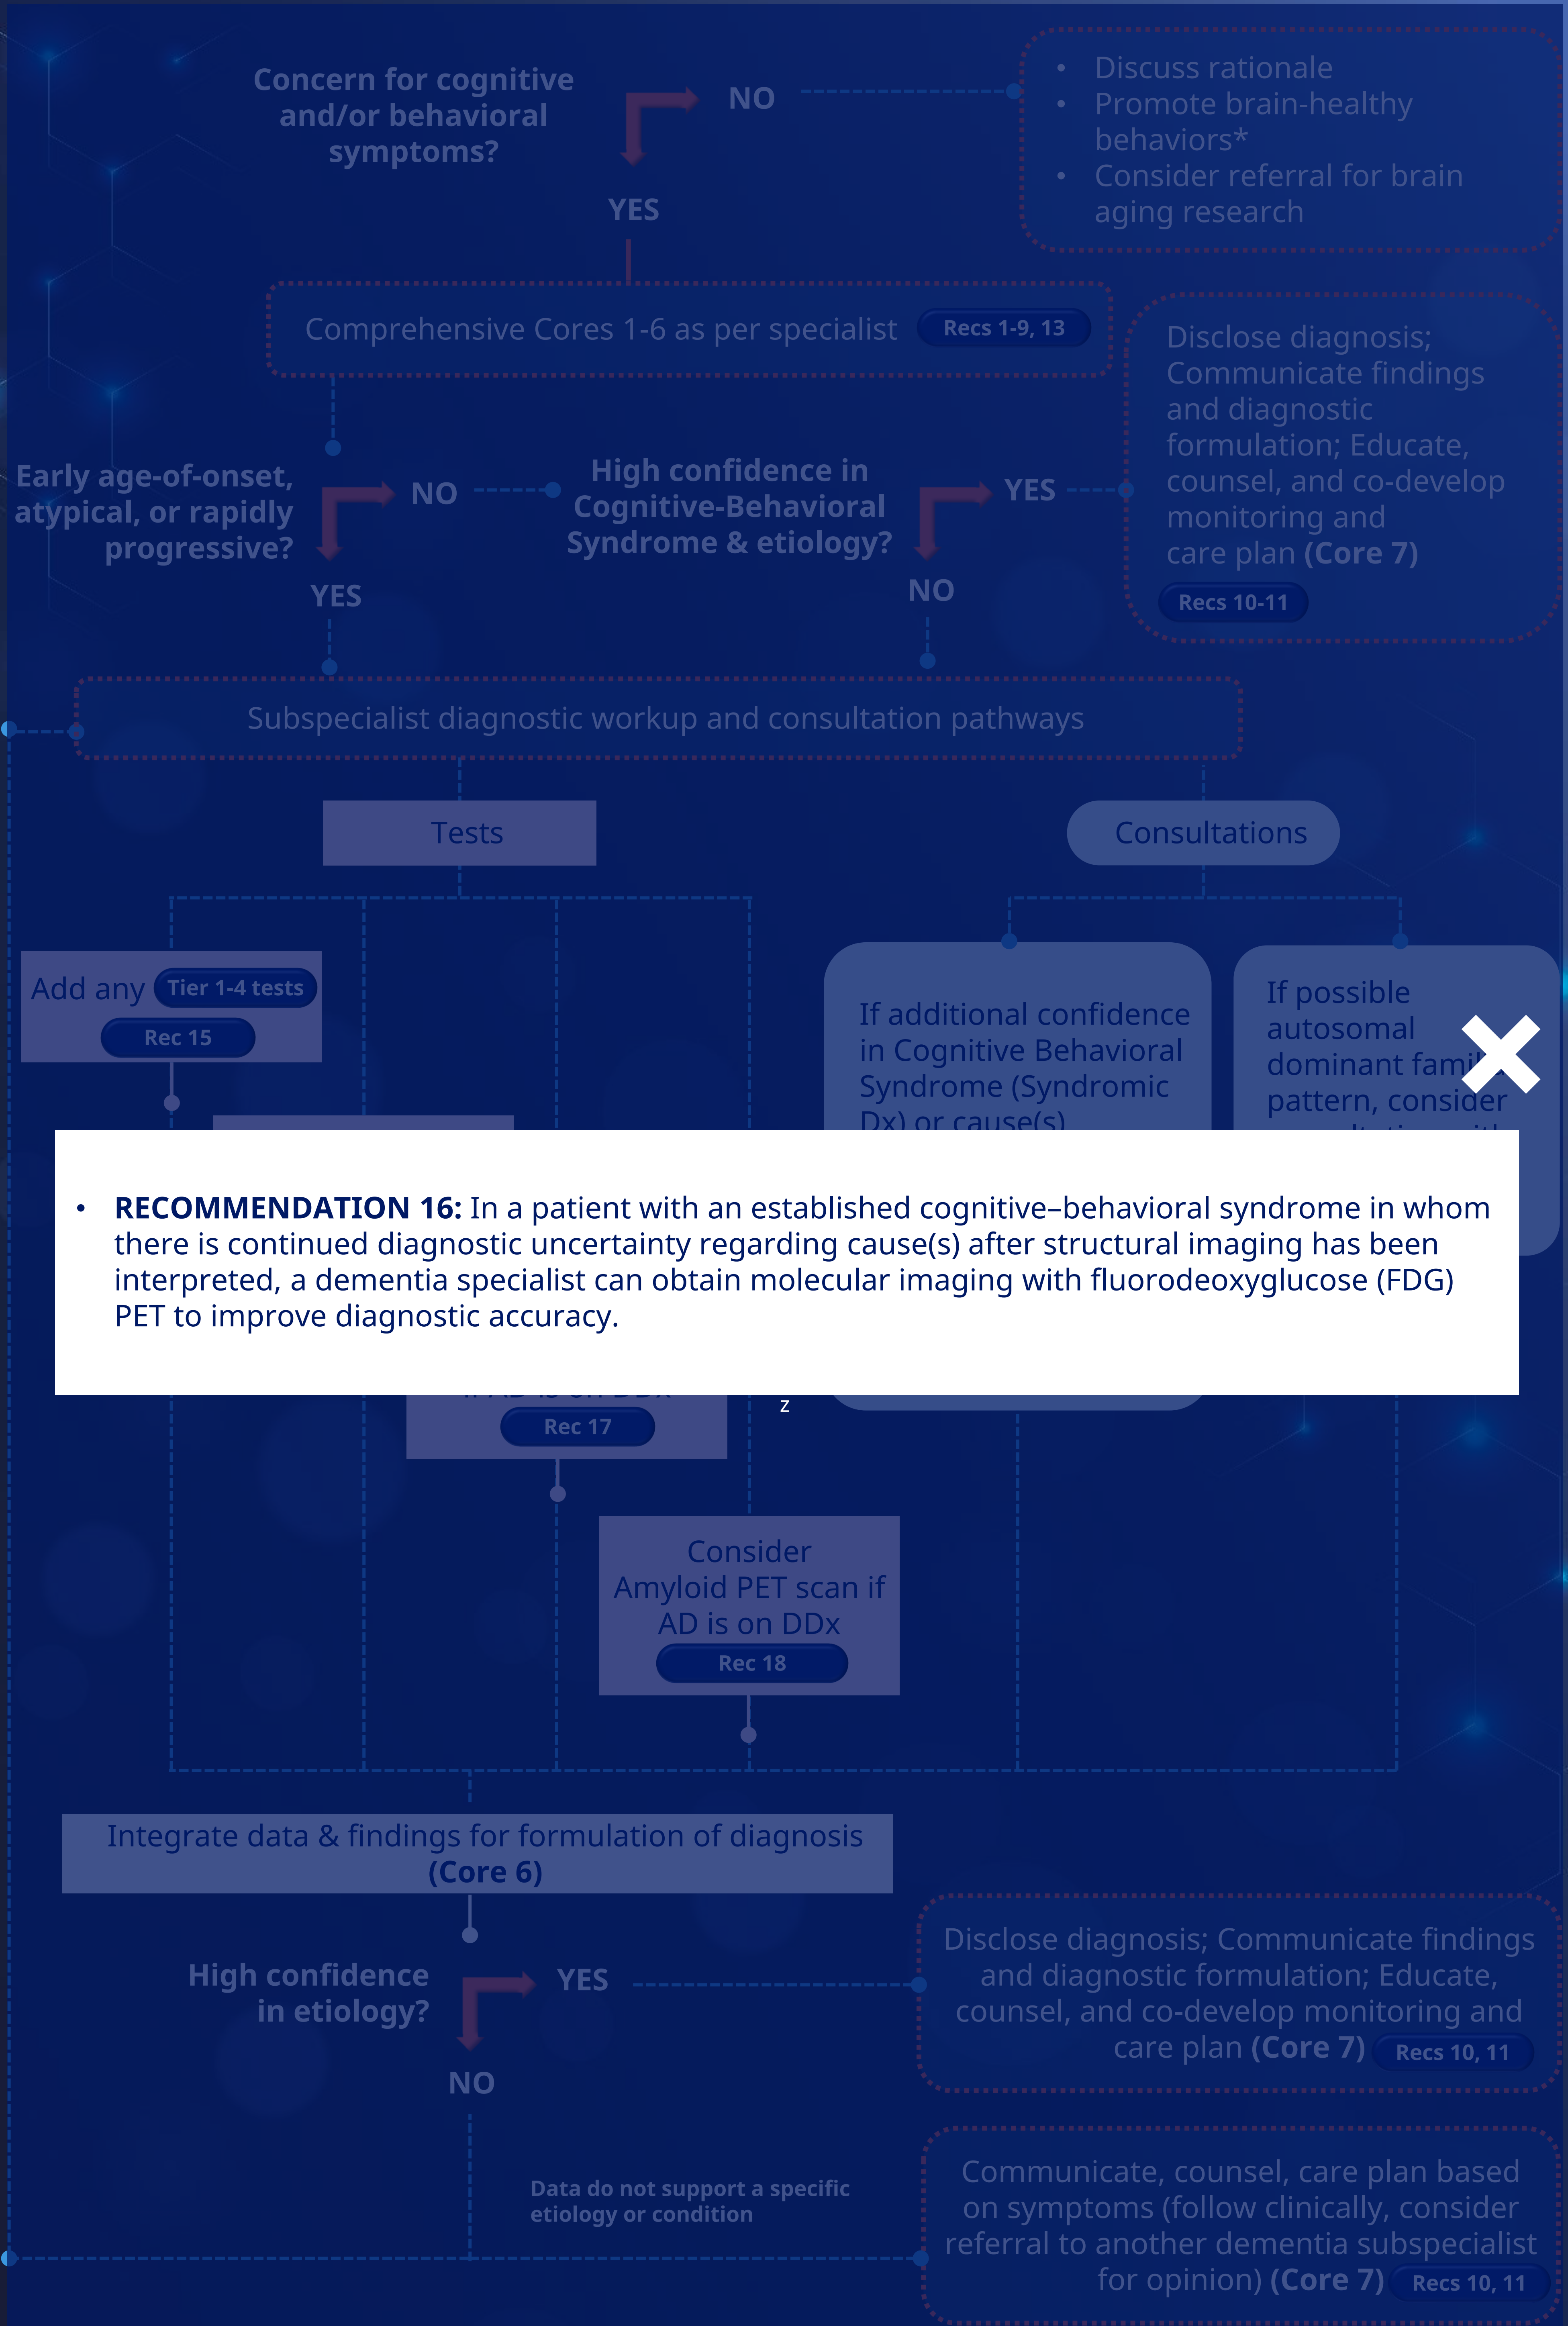 Concern for cognitive
and/or behavioral
symptoms?
NO
YES
• Discuss rationale
• Promote brain-healthy
behaviors*
• Consider referral for brain
aging research
Comprehensive Cores 1-6 as per specialist
Recs 1-9, 13
Disclose diagnosis;
Communicate findings
and diagnostic
formulation; Educate,
counsel, and co-develop
monitoring and
care plan (Core 7)
Recs 10-11
Early age-of-onset,
atypical, or rapidly
progressive?
NO
YES
High confidence in
Cognitive-Behavioral
Syndrome & etiology?
YES
NO
Subspecialist diagnostic workup and consultation pathways
Tests
Consultations
Add any Tier 1-4 tests
Rec 15
If additional confidence
in Cognitive Behavioral
Syndrome (Syndromic
Dx) or cause(s)
If possible
autosomal
dominant
pattern, consider
• RECOMMENDATION 16: In a patient with an established cognitive–behavioral syndrome in whom
there is continued diagnostic uncertainty regarding cause(s) after structural imaging has been
interpreted, a dementia specialist can obtain molecular imaging with fluorodeoxyglucose (FDG)
PET to improve diagnostic accuracy.
z
if AD is on DDx
Rec 17
Consider
Amyloid PET scan if
AD is on DDx
Rec 18
Integrate data & findings for formulation of diagnosis
(Core 6)
High confidence
in etiology?
YES
NO
Disclose diagnosis; Communicate findings
and diagnostic formulation; Educate,
counsel, and co-develop monitoring and
care plan (Core 7)
Recs 10, 11
Data do not support a specific
etiology or condition
Communicate, counsel, care plan based
on symptoms (follow clinically, consider
referral to another dementia subspecialist
for opinion) (Core 7)
Recs 10, 11